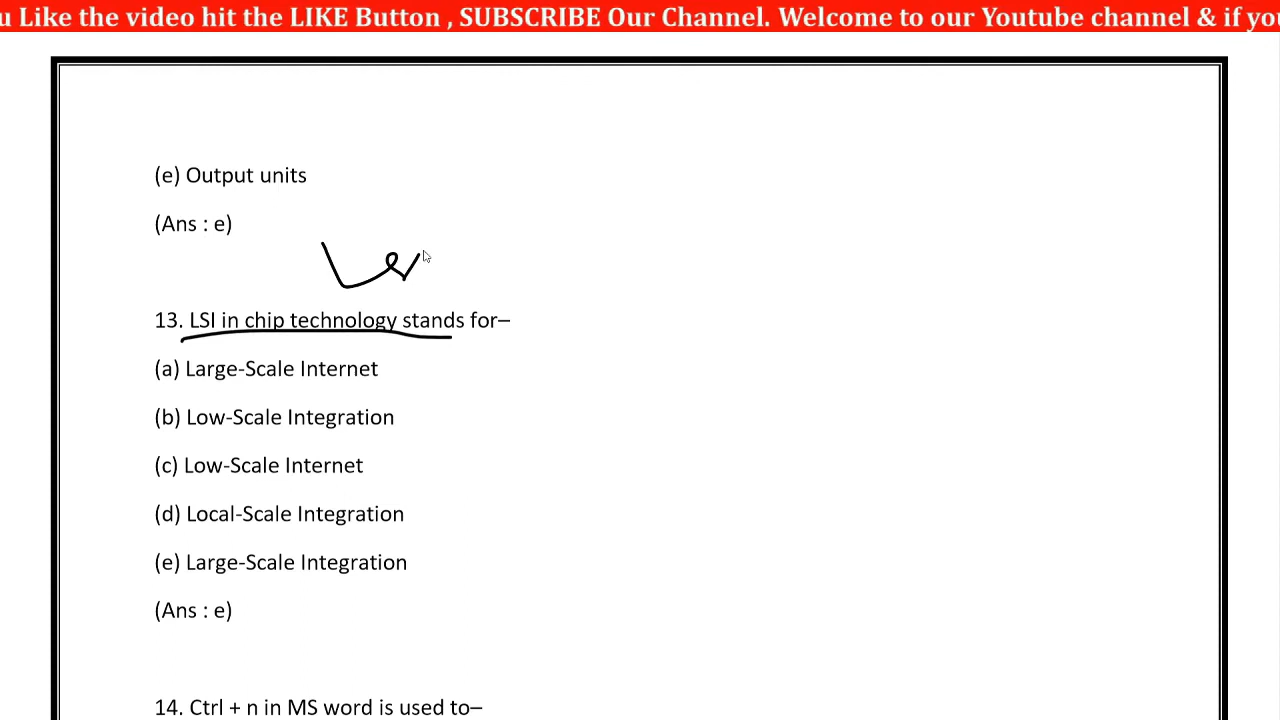 u Like the video hit the LIKE Button , SUBSCRIBE Our Channel. Welcome to our Youtube channel & if yo
(e) Output units
(Ans : e)
13. LSI in chip technology stands for–
(a) Large-Scale Internet
(b) Low-Scale Integration
(c) Low-Scale Internet
(d) Local-Scale Integration
(e) Large-Scale Integration
(Ans : e)
14. Ctrl + n in MS word is used to–